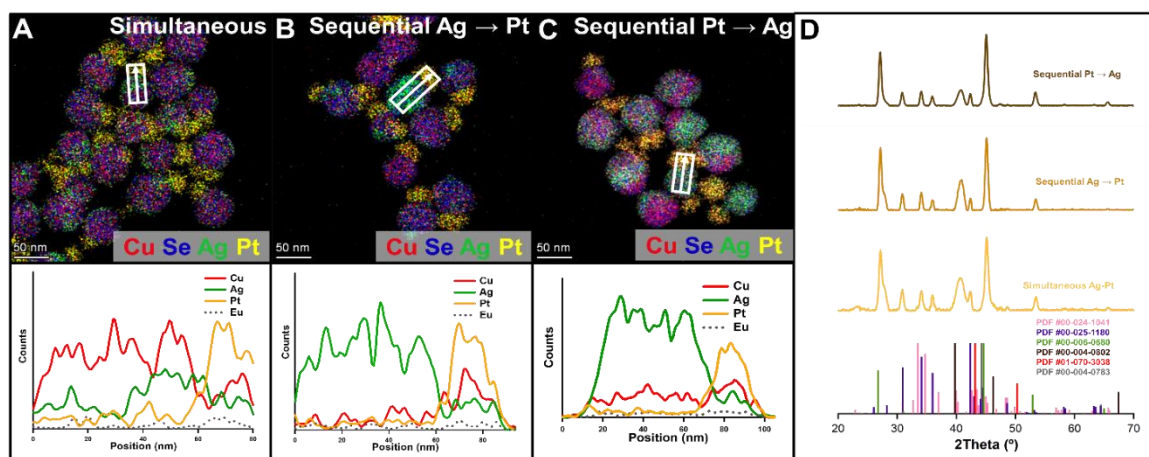 A Simultaneous
B Sequential Ag → Pt
C Sequential Pt → Ag
D
50 nm
Cu Se Ag Pt
50 nm
Cu Se Ag Pt
50 nm
Cu Se Ag Pt
Counts
Cu
Ag
Pt
Eu
0 20 40 60 80
Position (nm)
Counts
Cu
Ag
Pt
Eu
0 20 40 60 80
Position (nm)
Counts
Cu
Ag
Pt
Eu
0 20 40 60 80 100
Position (nm)
Sequential Pt → Ag
Sequential Ag → Pt
Simultaneous Ag-Pt
PDF #00-024-1041
PDF #00-025-1180
PDF #00-004-0802
PDF #01-070-3038
PDF #00-004-0783
20 30 40 50 60 70
2Theta (º)